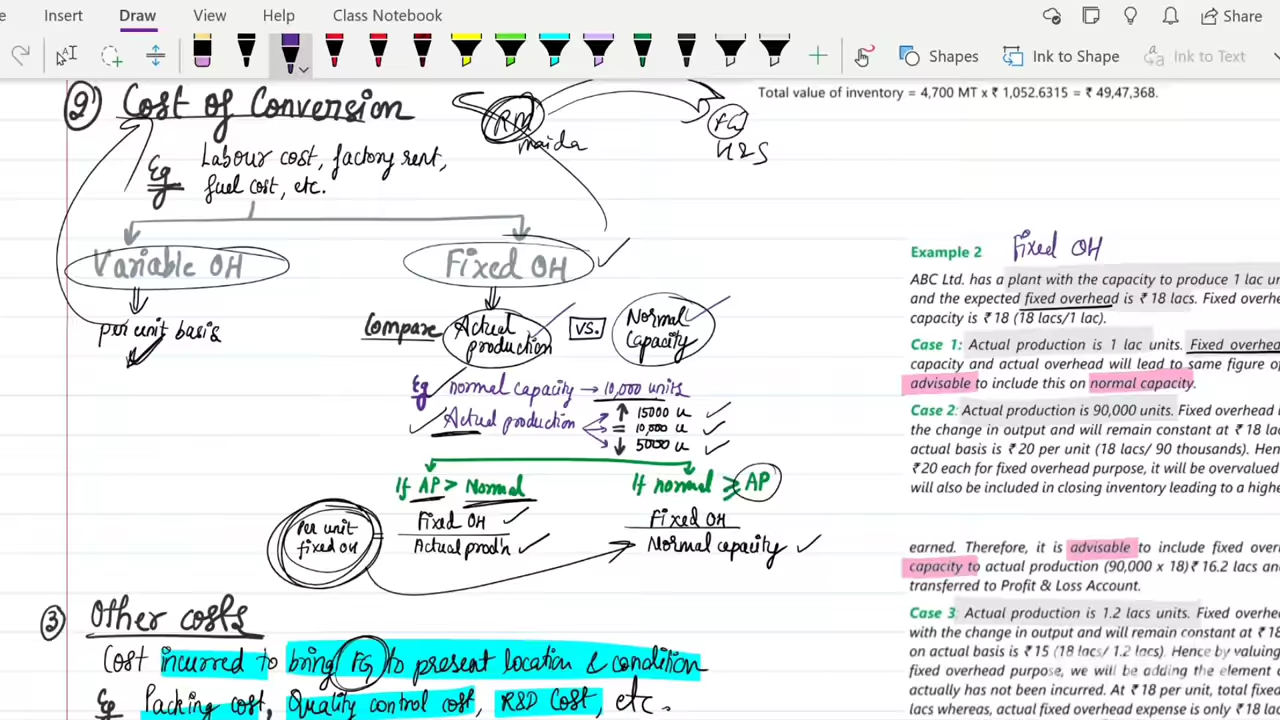 Insert Draw View Help Class Notebook Share
Shapes Ink to Shape Ink to Text
② Cost of Conversion
RM
maida
FG
Total value of inventory = 4,700 MT x ₹ 1,052.6315 = ₹ 49,47,368.
Eg Labour cost, factory rent,
fuel cost, etc.
Variable OH Fixed OH
per unit basis
Compare Actual production vs. Normal Capacity
Eg normal capacity → 10,000 units
Actual production ↑ 15000 u
= 10,000 u
↓ 5000 u
If AP > Normal If normal ≥ AP
Per unit fixed OH = Fixed OH Fixed OH
Actual prodn Normal capacity
③ Other costs
Cost incurred to bring FG to present location & condition
Eg Packing cost, Quality control cost, R&D Cost, etc.
Example 2 Fixed OH
ABC Ltd. has a plant with the capacity to produce 1 lac
and the expected fixed overhead is ₹ 18 lacs. Fixed
capacity is ₹ 18 (18 lacs/1 lac).
Case 1: Actual production is 1 lac units. Fixed
capacity and actual overhead will lead to same figure
advisable to include this on normal capacity.
Case 2: Actual production is 90,000 units. Fixed overhead
the change in output and will remain constant at ₹ 18
actual basis is ₹ 20 per unit (18 lacs/ 90 thousands).
₹ 20 each for fixed overhead purpose, it will be overvalued
will also be included in closing inventory leading to a
earned. Therefore, it is advisable to include fixed
capacity to actual production (90,000 x 18) ₹ 16.2 lacs
transferred to Profit & Loss Account.
Case 3: Actual production is 1.2 lacs units. Fixed
with the change in output and will remain constant at ₹ 18
on actual basis is ₹ 15 (18 lacs/ 1.2 lacs). Hence by valuing
fixed overhead purpose, we will be adding the element
actually has not been incurred. At ₹ 18 per unit, total fixed
lacs whereas, actual fixed overhead expense is only ₹ 18